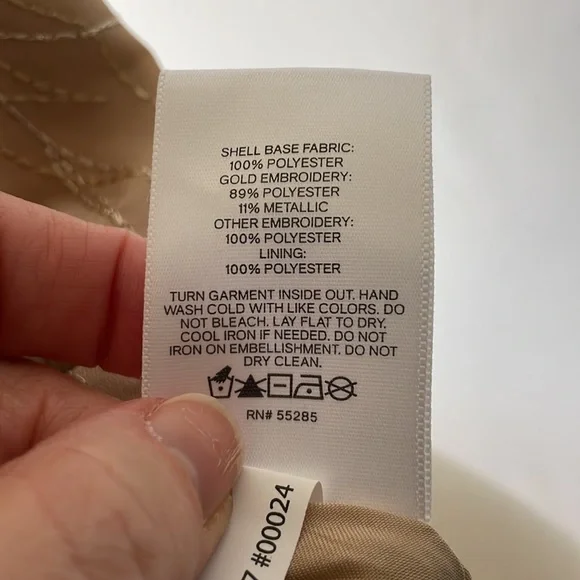 SHELL BASE FABRIC:
100% POLYESTER
GOLD EMBROIDERY:
89% POLYESTER
11% METALLIC
OTHER EMBROIDERY:
100% POLYESTER
LINING:
100% POLYESTER
TURN GARMENT INSIDE OUT. HAND
WASH COLD WITH LIKE COLORS. DO
NOT BLEACH. LAY FLAT TO DRY.
COOL IRON IF NEEDED. DO NOT
IRON ON EMBELLISHMENT. DO NOT
DRY CLEAN.
RN# 55285
7 #00024